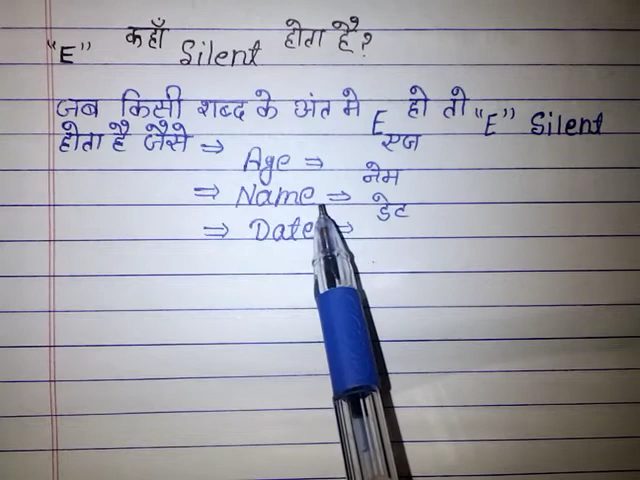 "E" कहाँ Silent होता है?
जब किसी शब्द के अंत मे E हो तो "E" Silent
होता है जैसे ⇒ Age ⇒ एज
⇒ Name ⇒ नेम
⇒ Date ⇒ डेट